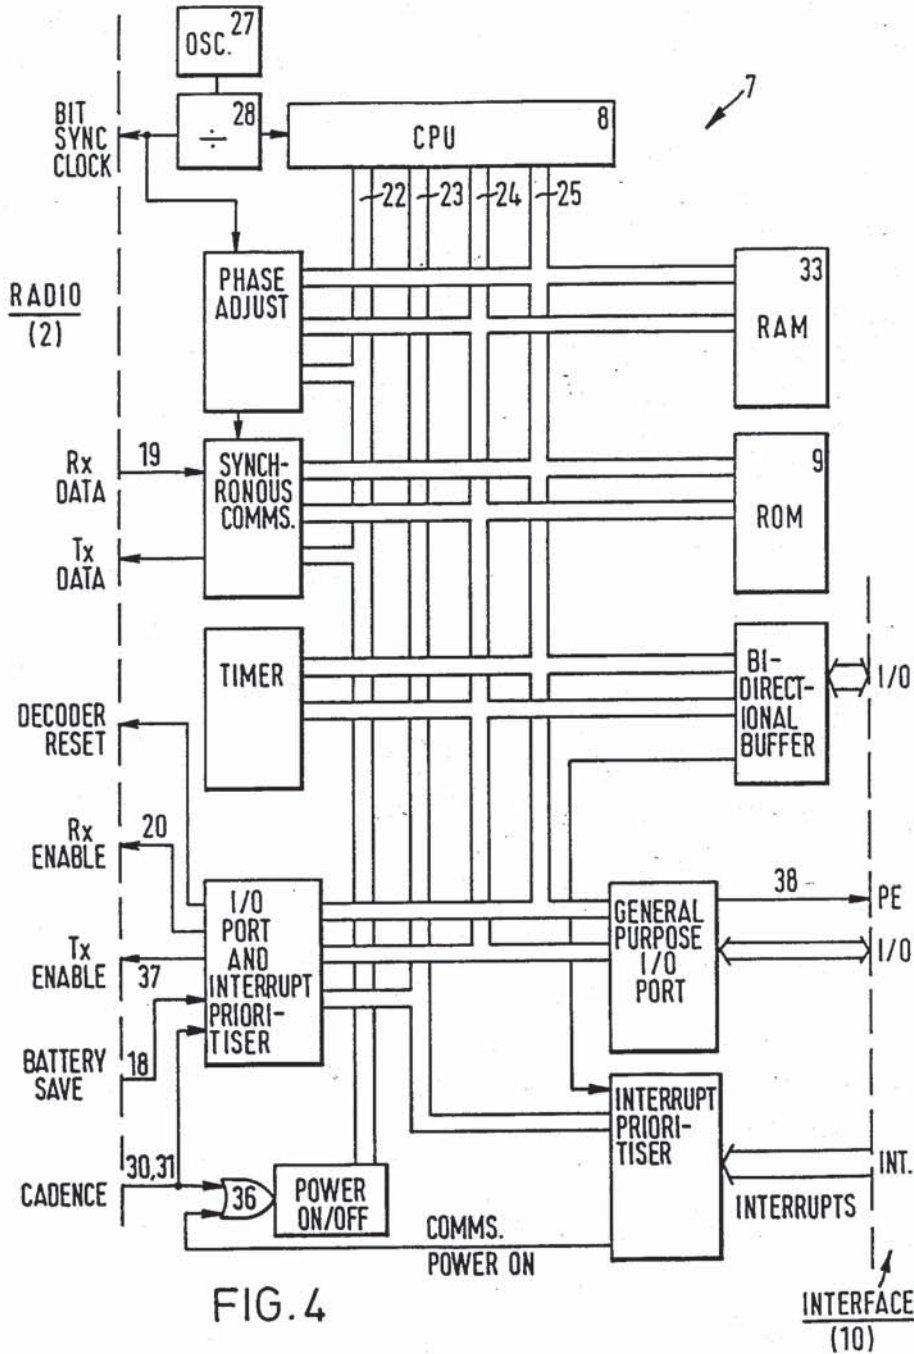 27
OSC.
28
÷
BIT
SYNC
CLOCK
8
CPU
7
22
23
24
25
RADIO
(2)
PHASE
ADJUST
33
RAM
Rx
DATA
19
SYNCH-
RONOUS
COMMS.
9
ROM
Tx
DATA
TIMER
BI-
DIRECT-
IONAL
BUFFER
I/O
DECODER
RESET
Rx
ENABLE
20
I/O
PORT
AND
INTERRUPT
PRIORI-
TISER
GENERAL
PURPOSE
I/O
PORT
38
PE
I/O
Tx
ENABLE
37
BATTERY
SAVE
18
INTERRUPT
PRIORI-
TISER
INT.
INTERRUPTS
CADENCE
30,31
36
POWER
ON/OFF
COMMS.
POWER ON
FIG.4
INTERFACE
(10)